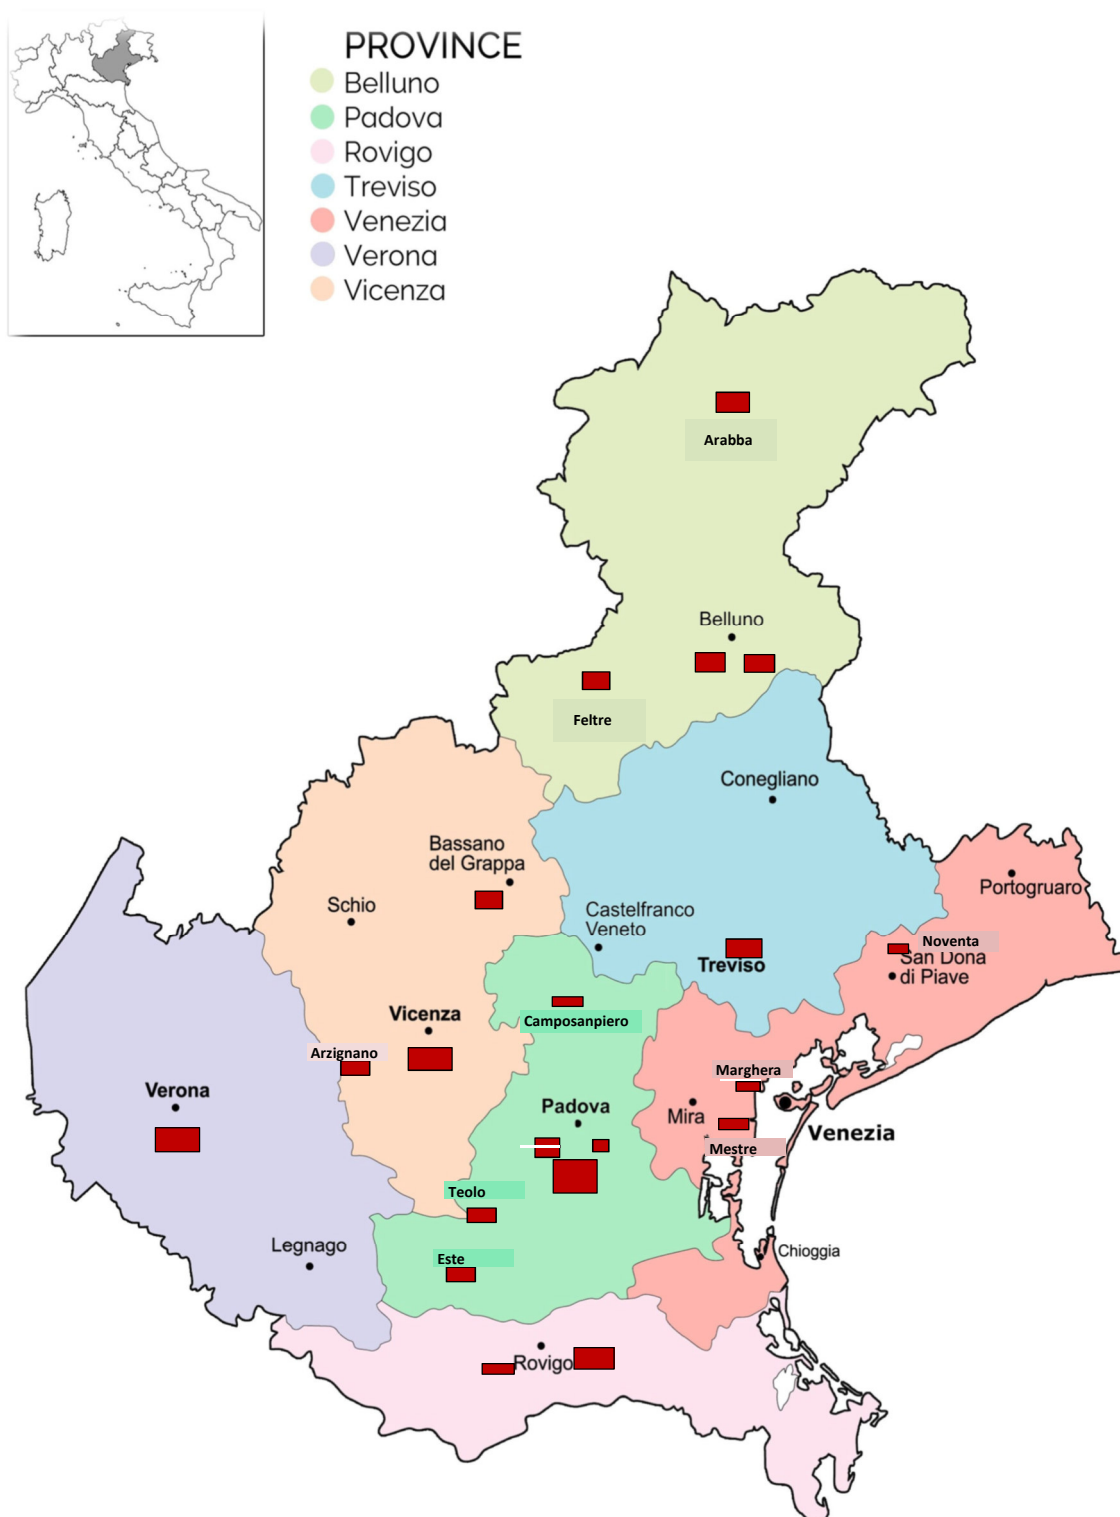 PROVINCE
Belluno
Padova
Rovigo
Treviso
Venezia
Verona
Vicenza
Arabba
Belluno
Feltre
Conegliano
Bassano
del Grappa
Portogruaro
Schio
Castelfranco
Veneto
Noventa
San Dona
di Piave
Treviso
Vicenza
Camposanpiero
Arzignano
Marghera
Verona
Padova
Mira
Venezia
Mestre
Teolo
Legnago
Este
Chioggia
Rovigo